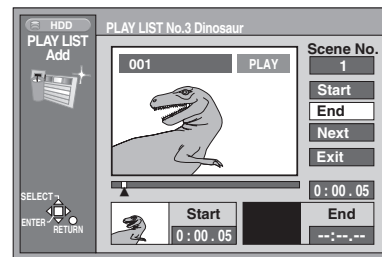 HDD
PLAY LIST
Add
PLAY LIST No.3 Dinosaur
001 PLAY
Scene No.
1
Start
End
Next
Exit
0:00.05
SELECT
ENTER
RETURN
Start
0:00.05
End
--:--.--